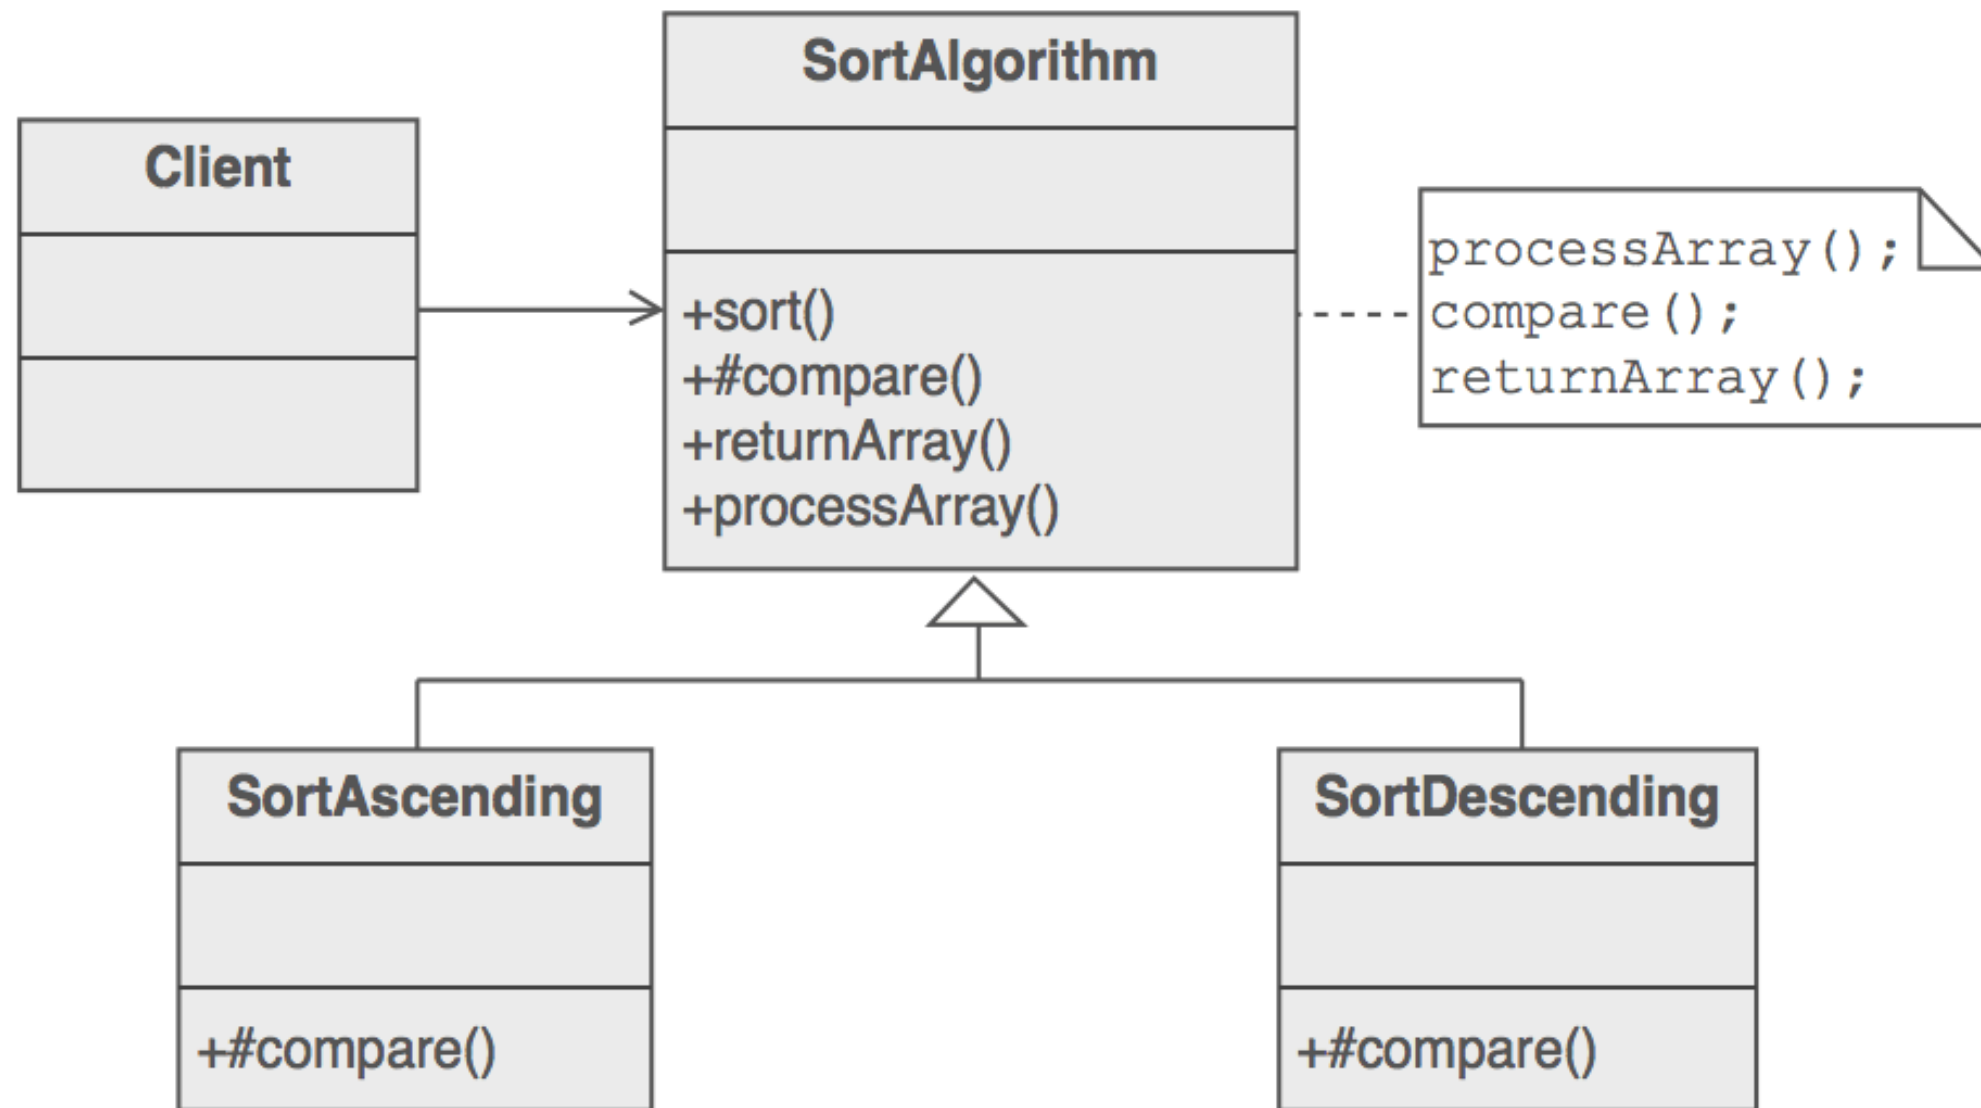 SortAlgorithm
+sort()
+#compare()
+returnArray()
+processArray()
Client
processArray();
compare();
returnArray();
SortAscending
+#compare()
SortDescending
+#compare()